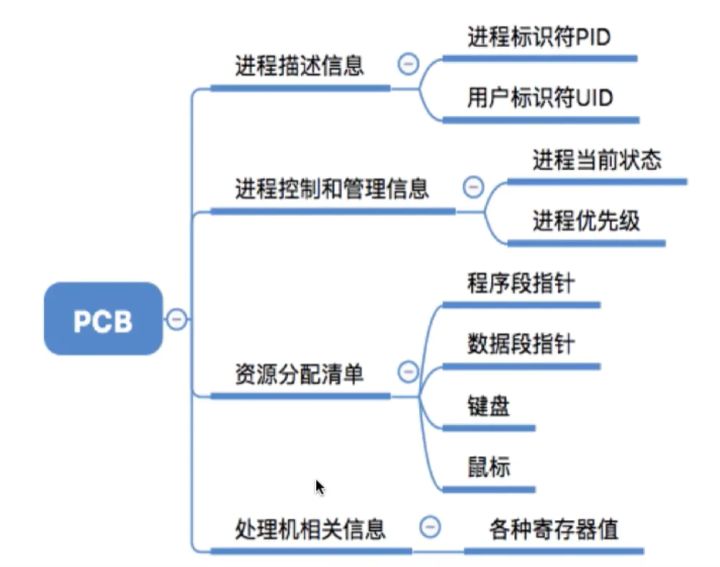 进程标识符PID
进程描述信息
用户标识符UID
进程当前状态
进程控制和管理信息
进程优先级
程序段指针
PCB
数据段指针
资源分配清单
键盘
鼠标
处理机相关信息
各种寄存器值